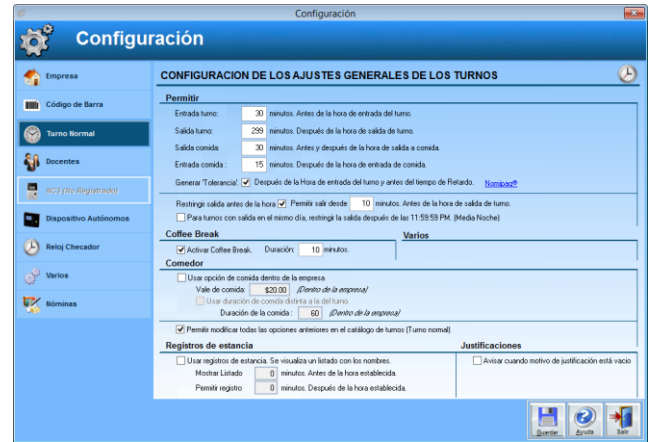 Configuración
Configuración
Empresa
Código de Barra
Turno Normal
Docentes
NC3 (No Registrado)
Dispositivo Autónomos
Reloj Checador
Varios
Nóminas
CONFIGURACION DE LOS AJUSTES GENERALES DE LOS TURNOS
Permitir
Entrada turno: 30 minutos. Antes de la hora de entrada del turno.
Salida turno: 299 minutos. Después de la hora de salida de turno.
Salida comida: 30 minutos. Antes y después de la hora de salida a comida.
Entrada comida : 15 minutos. Después de la hora de entrada de comida.
Generar 'Tolerancia'. Después de la Hora de entrada del turno y antes del tiempo de Retardo. Nomipaq®
Restringir salida antes de la hora Permitir salir desde 10 minutos. Antes de la hora de salida de turno.
Para turnos con salida en el mismo día, restringir la salida después de las 11:59:59 PM. (Media Noche)
Coffee Break Varios
Activar Coffee Break. Duración: 10 minutos.
Comedor
Usar opción de comida dentro de la empresa
Vale de comida: $20.00 (Dentro de la empresa)
Usar duración de comida distinta a la del turno.
Duración de la comida : 60 (Dentro de la empresa)
Permitir modificar todas las opciones anteriores en el catálogo de turnos (Turno normal)
Registros de estancia Justificaciones
Usar registros de estancia. Se visualiza un listado con los nombres. Avisar cuando motivo de justificación está vacio
Mostrar Listado 0 minutos. Antes de la hora establecida.
Permitir registro 0 minutos. Después de la hora establecida.
Guardar Ayuda Salir